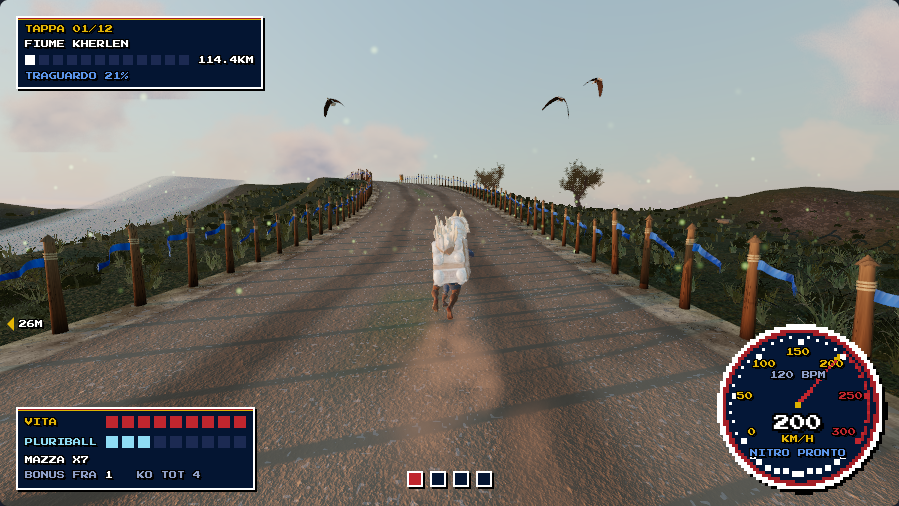 TAPPA 01/12
FIUME KHERLEN
114.4KM
TRAGUARDO 21%
26M
VITA
PLURIBALL
MAZZA X7
BONUS FRA 1 KO TOT 4
0
50
100
150
200
250
300
120 BPM
200
KM/H
NITRO PRONTO